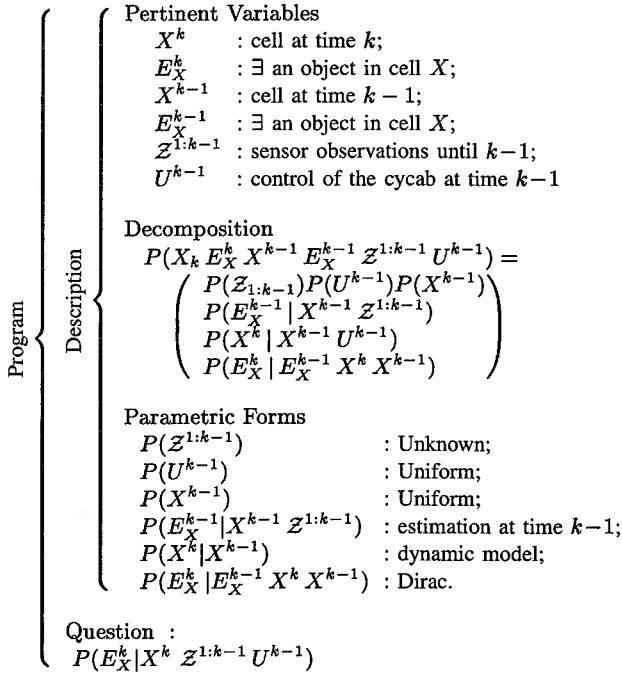 Program
Description
Pertinent Variables
X^k : cell at time k;
E_X^k : ∃ an object in cell X;
X^{k-1} : cell at time k − 1;
E_X^{k-1} : ∃ an object in cell X;
Z^{1:k-1} : sensor observations until k−1;
U^{k-1} : control of the cycab at time k−1
Decomposition
P(X_k E_X^k X^{k-1} E_X^{k-1} Z^{1:k-1} U^{k-1}) =
P(Z_{1:k-1})P(U^{k-1})P(X^{k-1})
P(E_X^{k-1} | X^{k-1} Z^{1:k-1})
P(X^k | X^{k-1} U^{k-1})
P(E_X^k | E_X^{k-1} X^k X^{k-1})
Parametric Forms
P(Z^{1:k-1}) : Unknown;
P(U^{k-1}) : Uniform;
P(X^{k-1}) : Uniform;
P(E_X^{k-1}|X^{k-1} Z^{1:k-1}) : estimation at time k−1;
P(X^k|X^{k-1}) : dynamic model;
P(E_X^k |E_X^{k-1} X^k X^{k-1}) : Dirac.
Question :
P(E_X^k|X^k Z^{1:k-1} U^{k-1})